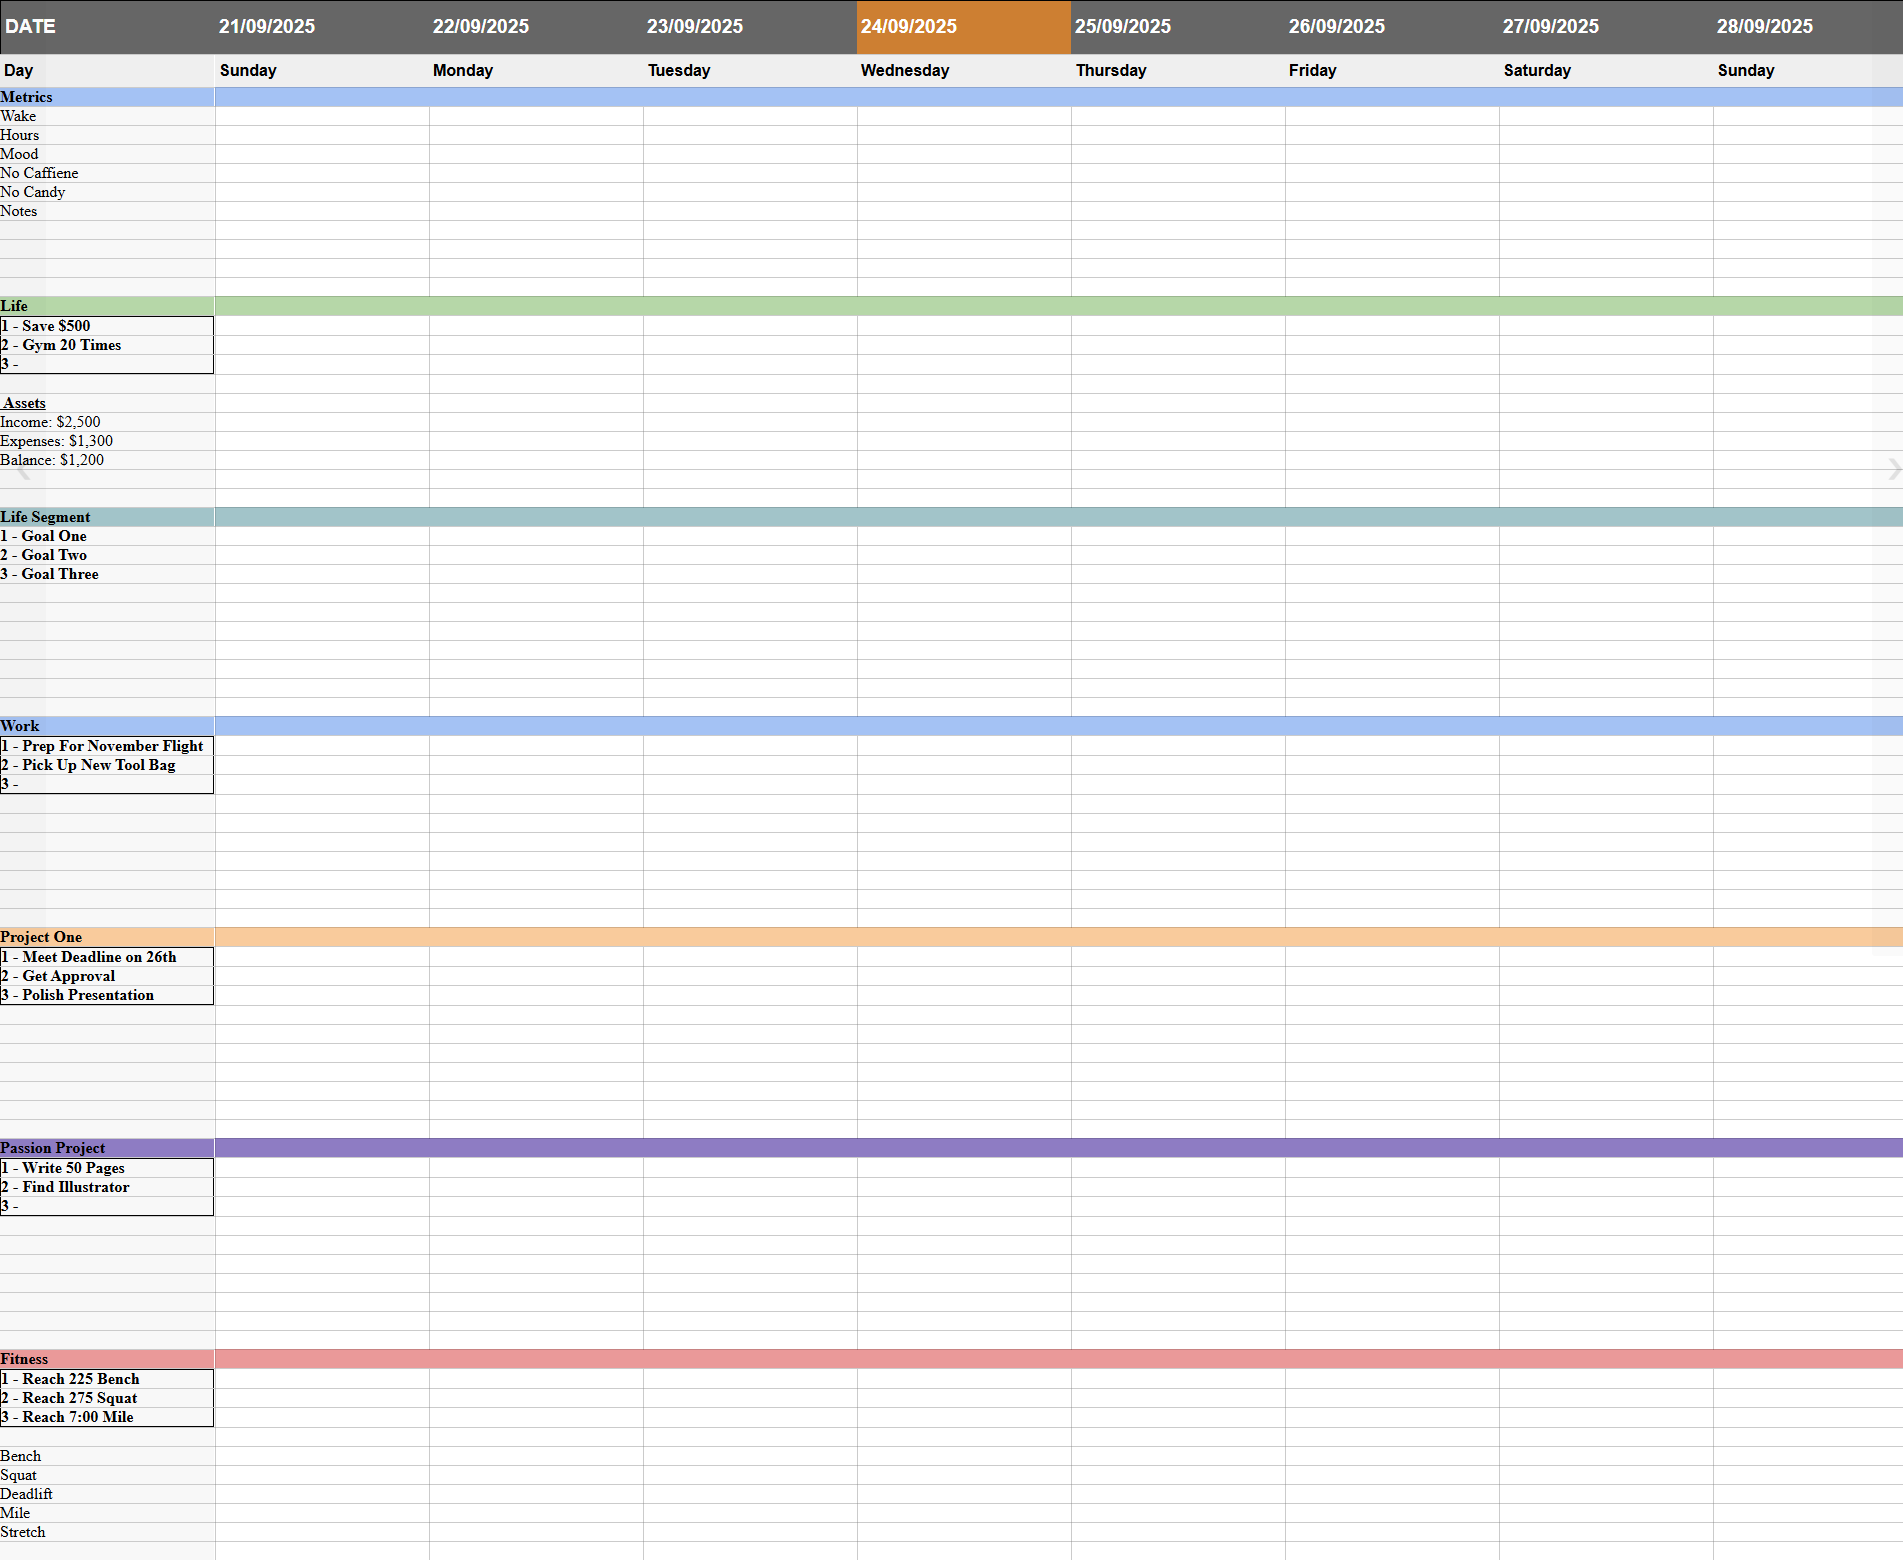 DATE 21/09/2025 22/09/2025 23/09/2025 24/09/2025 25/09/2025 26/09/2025 27/09/2025 28/09/2025
Day Sunday Monday Tuesday Wednesday Thursday Friday Saturday Sunday
Metrics
Wake
Hours
Mood
No Caffiene
No Candy
Notes
Life
1 - Save $500
2 - Gym 20 Times
3 -
Assets
Income: $2,500
Expenses: $1,300
Balance: $1,200
Life Segment
1 - Goal One
2 - Goal Two
3 - Goal Three
Work
1 - Prep For November Flight
2 - Pick Up New Tool Bag
3 -
Project One
1 - Meet Deadline on 26th
2 - Get Approval
3 - Polish Presentation
Passion Project
1 - Write 50 Pages
2 - Find Illustrator
3 -
Fitness
1 - Reach 225 Bench
2 - Reach 275 Squat
3 - Reach 7:00 Mile
Bench
Squat
Deadlift
Mile
Stretch